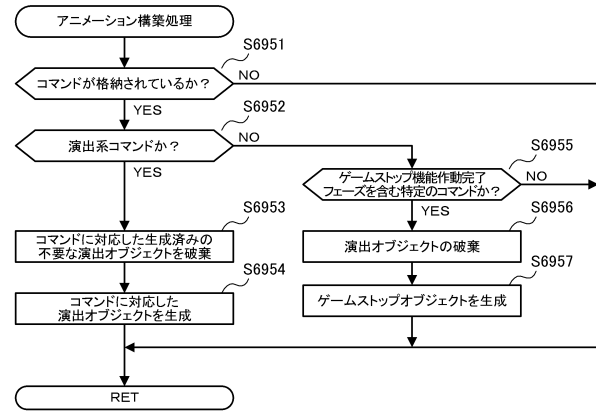 アニメーション構築処理
S6951
コマンドが格納されているか?
NO
YES
S6952
演出系コマンドか?
NO
YES
S6955
ゲームストップ機能作動完了
フェーズを含む特定のコマンドか?
NO
YES
S6953
コマンドに対応した生成済みの
不要な演出オブジェクトを破棄
S6956
演出オブジェクトの破棄
S6954
コマンドに対応した
演出オブジェクトを生成
S6957
ゲームストップオブジェクトを生成
RET